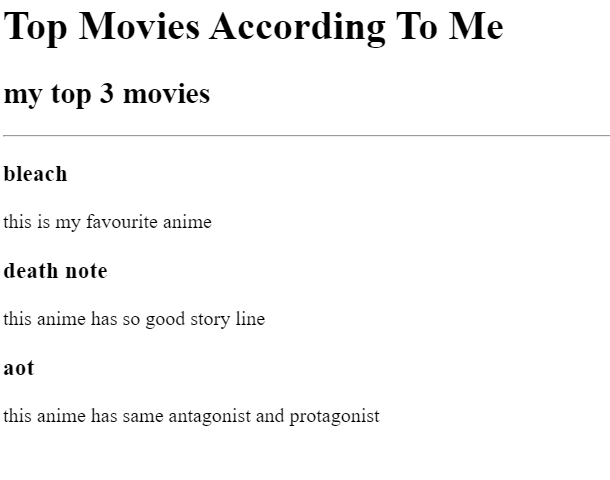 Top Movies According To Me
my top 3 movies
bleach
this is my favourite anime
death note
this anime has so good story line
aot
this anime has same antagonist and protagonist